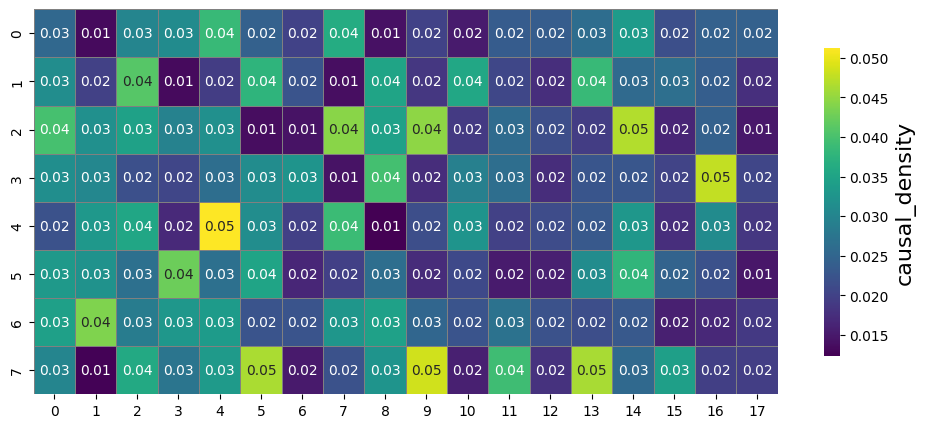 0 0.03 0.01 0.03 0.03 0.04 0.02 0.02 0.04 0.01 0.02 0.02 0.02 0.02 0.03 0.03 0.02 0.02 0.02
1 0.03 0.02 0.04 0.01 0.02 0.04 0.02 0.01 0.04 0.02 0.04 0.02 0.02 0.04 0.03 0.03 0.02 0.02
2 0.04 0.03 0.03 0.03 0.03 0.01 0.01 0.04 0.03 0.04 0.02 0.03 0.02 0.02 0.05 0.02 0.02 0.01
3 0.03 0.03 0.02 0.02 0.03 0.03 0.03 0.01 0.04 0.02 0.03 0.03 0.02 0.02 0.02 0.02 0.05 0.02
4 0.02 0.03 0.04 0.02 0.05 0.03 0.02 0.04 0.01 0.03 0.02 0.02 0.02 0.02 0.03 0.02 0.03 0.02
5 0.03 0.03 0.03 0.04 0.03 0.04 0.02 0.02 0.03 0.02 0.02 0.02 0.02 0.03 0.04 0.02 0.02 0.01
6 0.03 0.04 0.03 0.03 0.03 0.02 0.02 0.03 0.03 0.03 0.02 0.03 0.02 0.02 0.02 0.02 0.02 0.02
7 0.03 0.01 0.04 0.03 0.03 0.05 0.02 0.02 0.03 0.05 0.02 0.04 0.02 0.05 0.03 0.03 0.02 0.02
0 1 2 3 4 5 6 7 8 9 10 11 12 13 14 15 16 17
0.050
0.045
0.040
0.035
0.030
0.025
0.020
0.015
causal_density